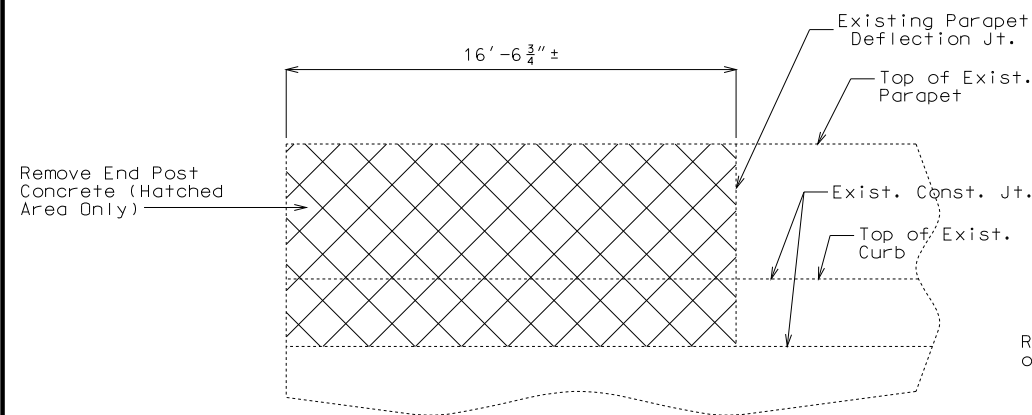 Existing Parapet
Deflection Jt.
16'-6 3/4"±
Top of Exist.
Parapet
Remove End Post
Concrete (Hatched
Area Only)
Exist. Const. Jt.
Top of Exist.
Curb
R
o